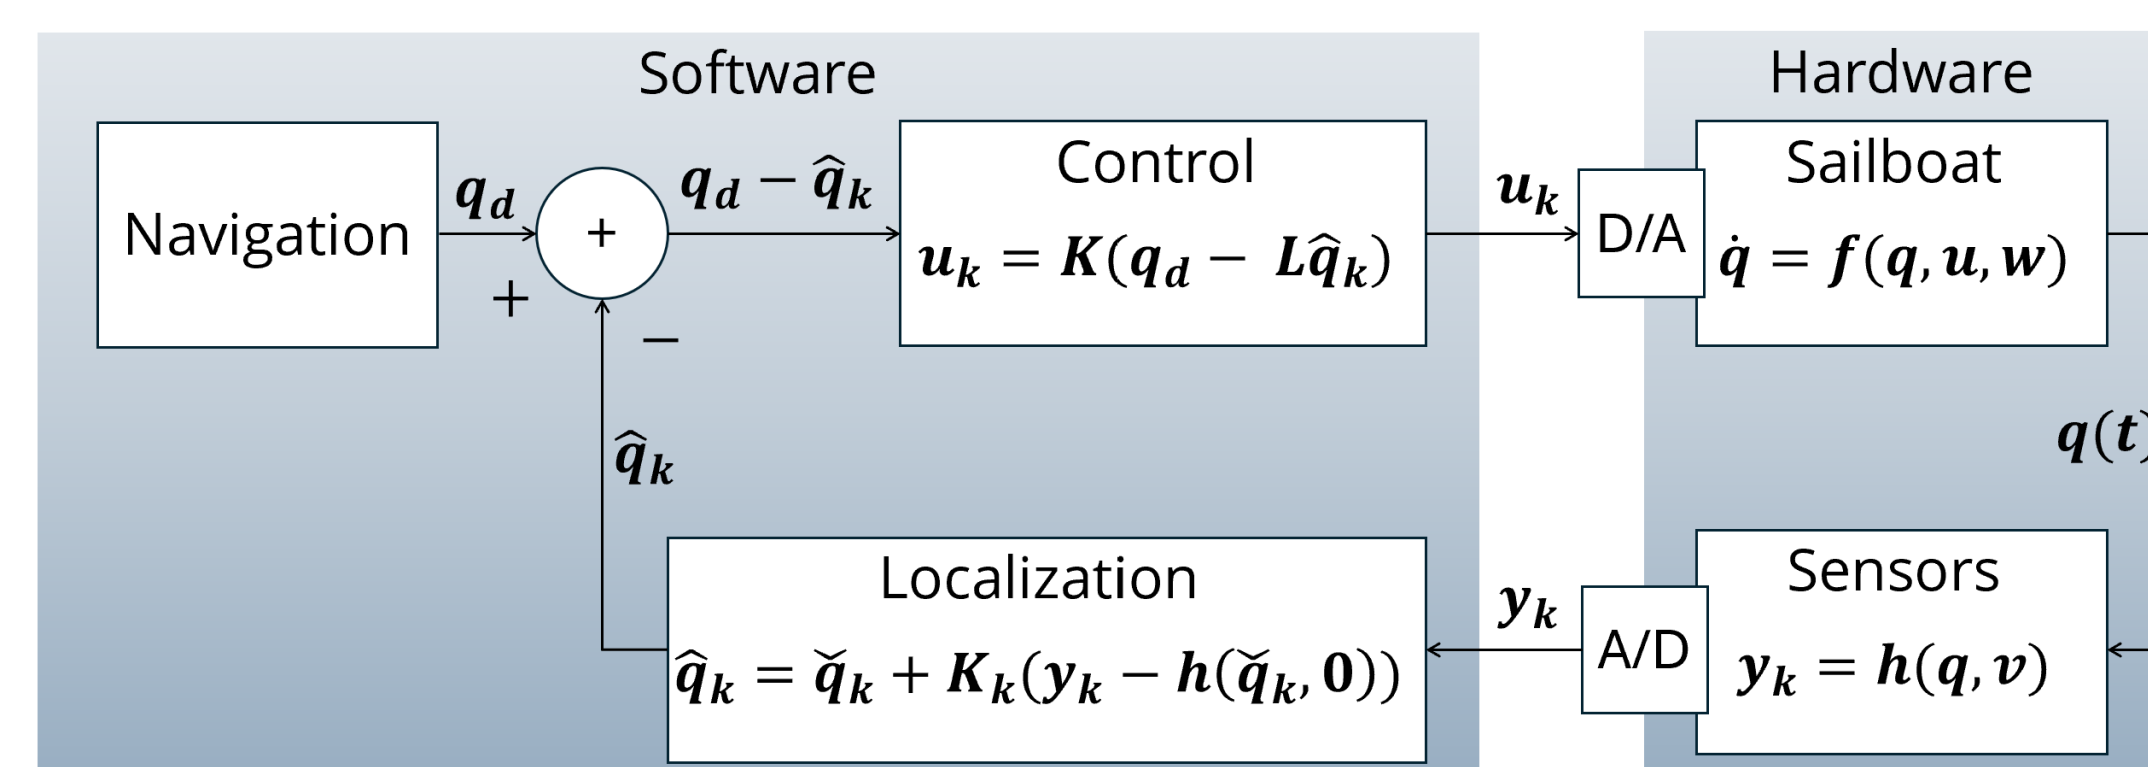 Software
Hardware
Navigation
q_d
+
+
−
q_d − q̂_k
Control
u_k = K(q_d − Lq̂_k)
u_k
D/A
Sailboat
q̇ = f(q, u, w)
q(t)
q̂_k
Localization
q̂_k = q̌_k + K_k(y_k − h(q̌_k, 0))
y_k
A/D
Sensors
y_k = h(q, v)